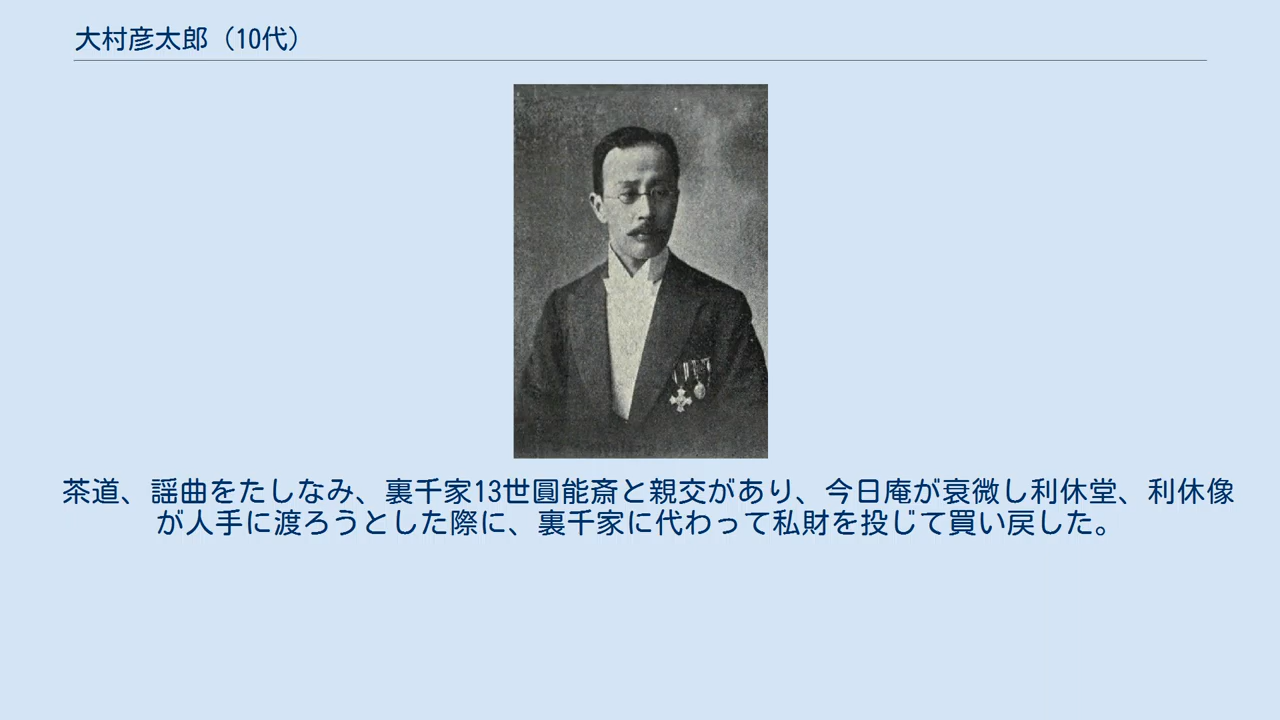 大村彦太郎（10代）
茶道、謡曲をたしなみ、裏千家13世圓能斎と親交があり、今日庵が衰微し利休堂、利休像
が人手に渡ろうとした際に、裏千家に代わって私財を投じて買い戻した。